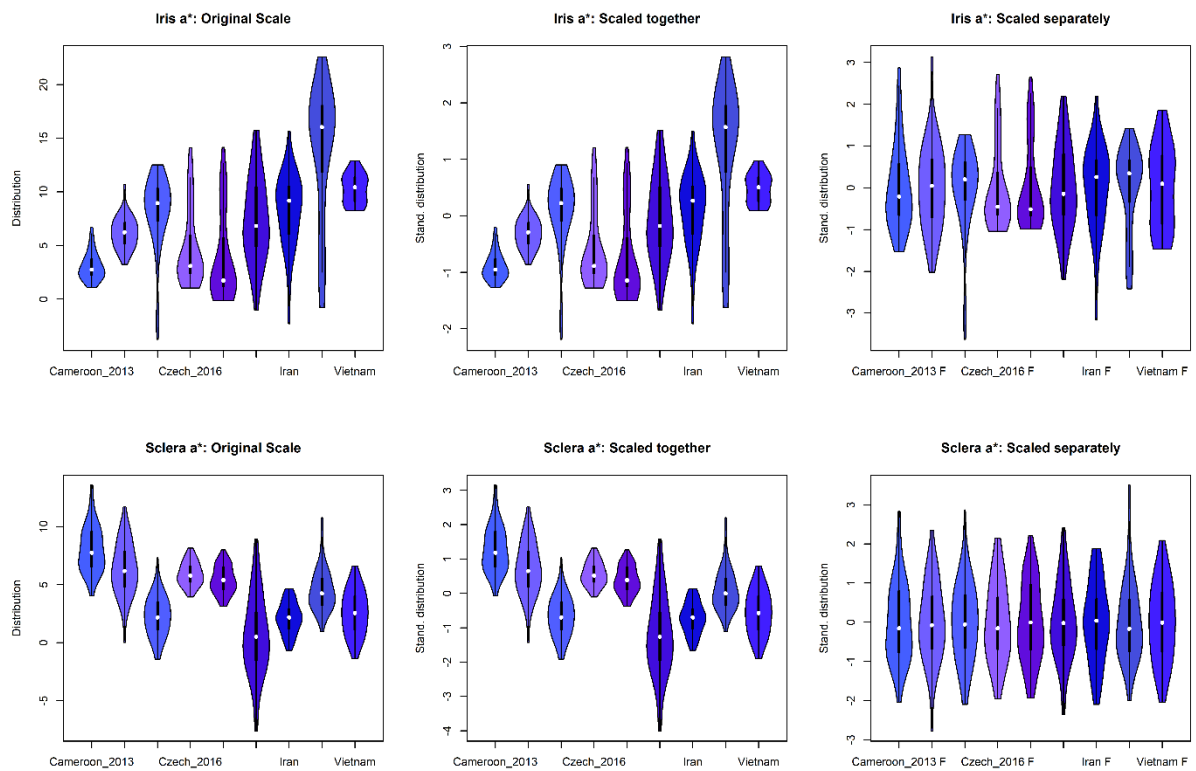 Iris a*: Original Scale
Distribution
20
15
10
5
0
Cameroon_2013 Czech_2016 Iran Vietnam
Iris a*: Scaled together
Stand. distribution
3
2
1
0
-1
-2
Cameroon_2013 Czech_2016 Iran Vietnam
Iris a*: Scaled separately
Stand. distribution
3
2
1
0
-1
-2
-3
Cameroon_2013 F Czech_2016 F Iran F Vietnam F
Sclera a*: Original Scale
Distribution
10
5
0
-5
Cameroon_2013 Czech_2016 Iran Vietnam
Sclera a*: Scaled together
Stand. distribution
3
2
1
0
-1
-2
-3
-4
Cameroon_2013 Czech_2016 Iran Vietnam
Sclera a*: Scaled separately
Stand. distribution
3
2
1
0
-1
-2
-3
Cameroon_2013 F Czech_2016 F Iran F Vietnam F